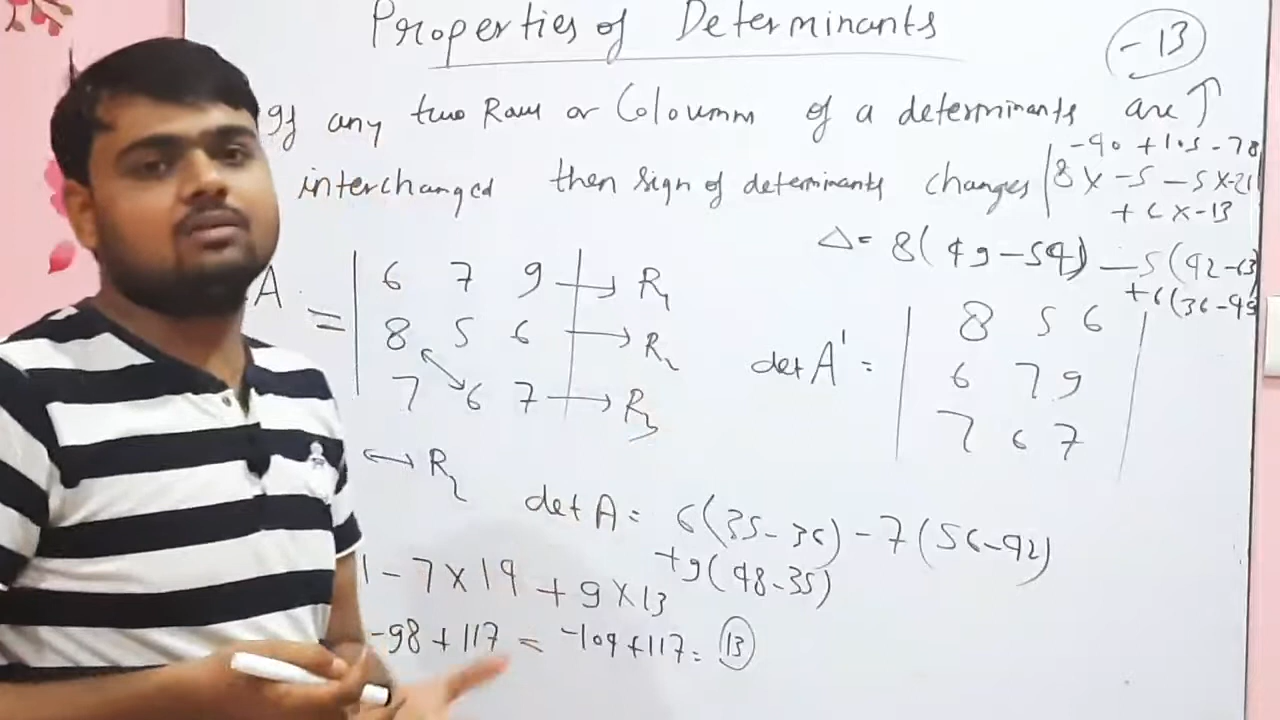 Properties of Determinants
-13
If any two Raw or Coloumn of a determinants are ↑
-40 + 105 - 78
interchanged then sign of determinants changes
8 X -5 -5 X -21
+ 6 X -13
Δ = 8(49-54) -5(42-63)
+6(36-49
A = | 6 7 9 | → R1
8 5 6 → R2
7 6 7 → R3
det A' = | 8 5 6 |
6 7 9
7 6 7
↔ R2
det A = 6(35-36) -7(56-42)
+9(48-35)
1 - 7 X 14 + 9 X 13
-98 + 117 = -104 + 117 = 13